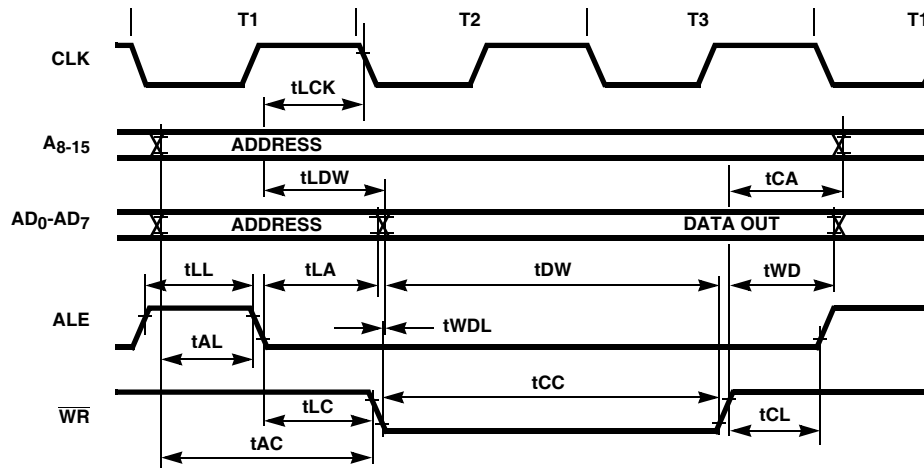 T1 T2 T3 T1
CLK
tLCK
A8-15 ADDRESS
tLDW tCA
AD0-AD7 ADDRESS DATA OUT
tLL tLA tDW tWD
ALE
tWDL
tAL
tCC
WR
tLC tCL
tAC